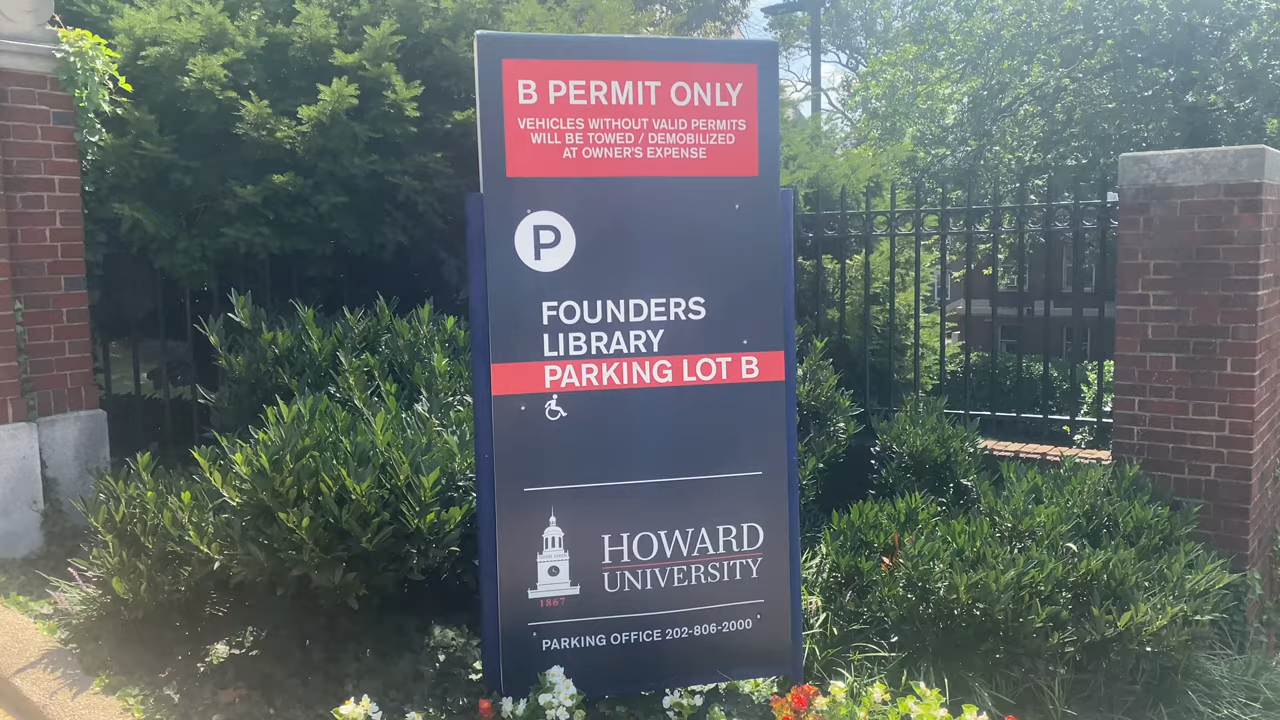 B PERMIT ONLY
VEHICLES WITHOUT VALID PERMITS
WILL BE TOWED / DEMOBILIZED
AT OWNER'S EXPENSE
P
FOUNDERS
LIBRARY
PARKING LOT B
1867
HOWARD
UNIVERSITY
PARKING OFFICE 202-806-2000